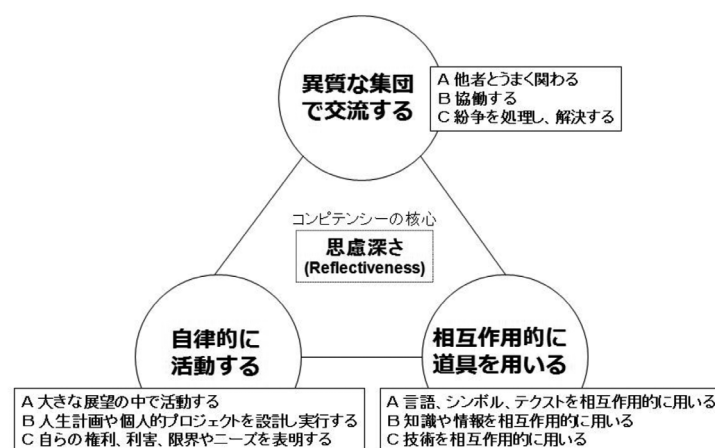 異質な集団
で交流する
A 他者とうまく関わる
B 協働する
C 紛争を処理し、解決する
コンピテンシーの核心
思慮深さ
(Reflectiveness)
自律的に
活動する
A 大きな展望の中で活動する
B 人生計画や個人的プロジェクトを設計し実行する
C 自らの権利、利害、限界やニーズを表明する
相互作用的に
道具を用いる
A 言語、シンボル、テクストを相互作用的に用いる
B 知識や情報を相互作用的に用いる
C 技術を相互作用的に用いる